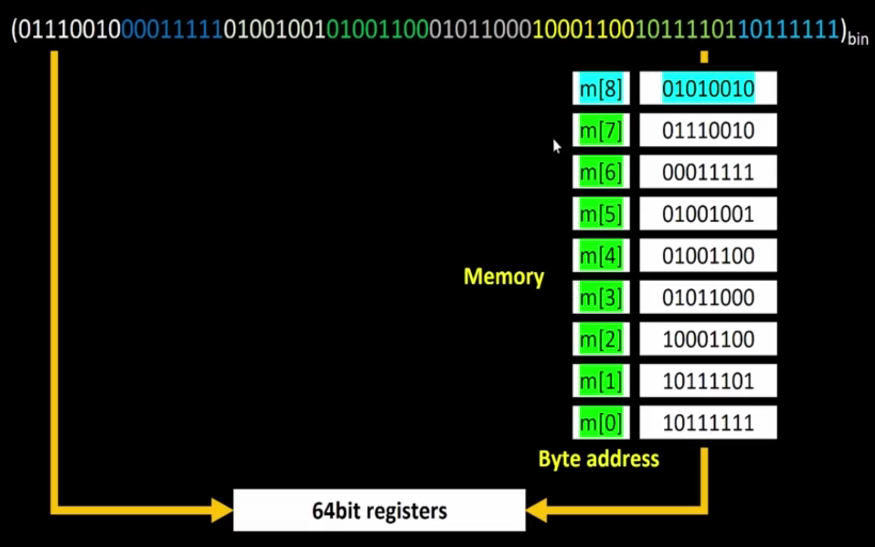 (0111001000011111010010010100110001011000100011001011110110111111)bin
m[8] 01010010
m[7] 01110010
m[6] 00011111
m[5] 01001001
m[4] 01001100
Memory
m[3] 01011000
m[2] 10001100
m[1] 10111101
m[0] 10111111
Byte address
64bit registers